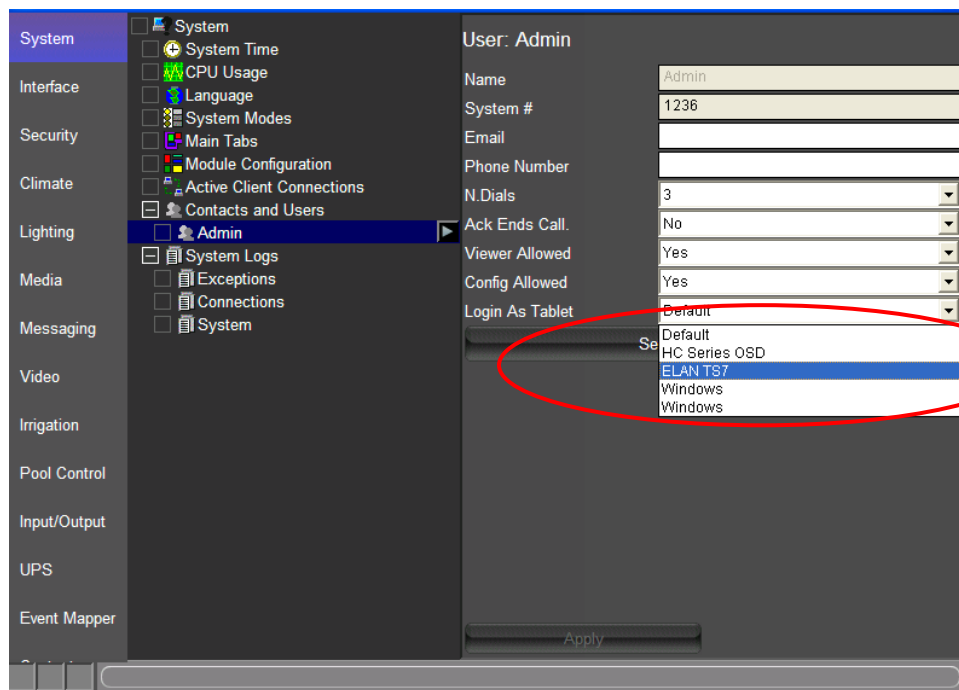 System
Interface
Security
Climate
Lighting
Media
Messaging
Video
Irrigation
Pool Control
Input/Output
UPS
Event Mapper
System
System Time
CPU Usage
Language
System Modes
Main Tabs
Module Configuration
Active Client Connections
Contacts and Users
Admin
System Logs
Exceptions
Connections
System
User: Admin
Name Admin
System # 1236
Email
Phone Number
N.Dials 3
Ack Ends Call. No
Viewer Allowed Yes
Config Allowed Yes
Login As Tablet Default
Default
HC Series OSD
ELAN TS7
Windows
Windows
Apply